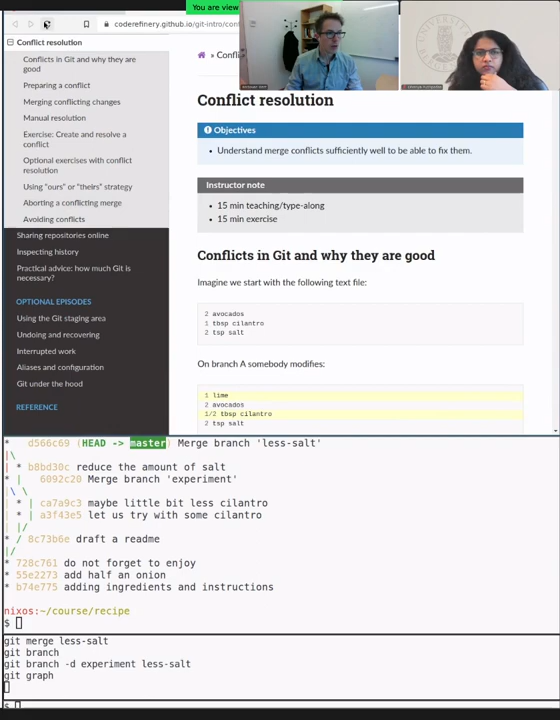 You are view
coderefinery.github.io/git-intro/conf
Conflict resolution
Conflicts in Git and why they are
good
Preparing a conflict
Merging conflicting changes
Manual resolution
Exercise: Create and resolve a
conflict
Optional exercises with conflict
resolution
Using "ours" or "theirs" strategy
Aborting a conflicting merge
Avoiding conflicts
Sharing repositories online
Inspecting history
Practical advice: how much Git is
necessary?
OPTIONAL EPISODES
Using the Git staging area
Undoing and recovering
Interrupted work
Aliases and configuration
Git under the hood
REFERENCE
» Confli
Conflict resolution
Objectives
• Understand merge conflicts sufficiently well to be able to fix them.
Instructor note
• 15 min teaching/type-along
• 15 min exercise
Conflicts in Git and why they are good
Imagine we start with the following text file:
2 avocados
1 tbsp cilantro
2 tsp salt
On branch A somebody modifies:
1 lime
2 avocados
1/2 tbsp cilantro
2 tsp salt
* d566c69 (HEAD -> master) Merge branch 'less-salt'
|\
| * b8bd30c reduce the amount of salt
* | 6092c20 Merge branch 'experiment'
|\ \
| * | ca7a9c3 maybe little bit less cilantro
| * | a3f43e5 let us try with some cilantro
| |/
* / 8c73b6e draft a readme
|/
* 728c761 do not forget to enjoy
* 55e2273 add half an onion
* b74e775 adding ingredients and instructions
nixos:~/course/recipe
$
git merge less-salt
git branch
git branch -d experiment less-salt
git graph
$